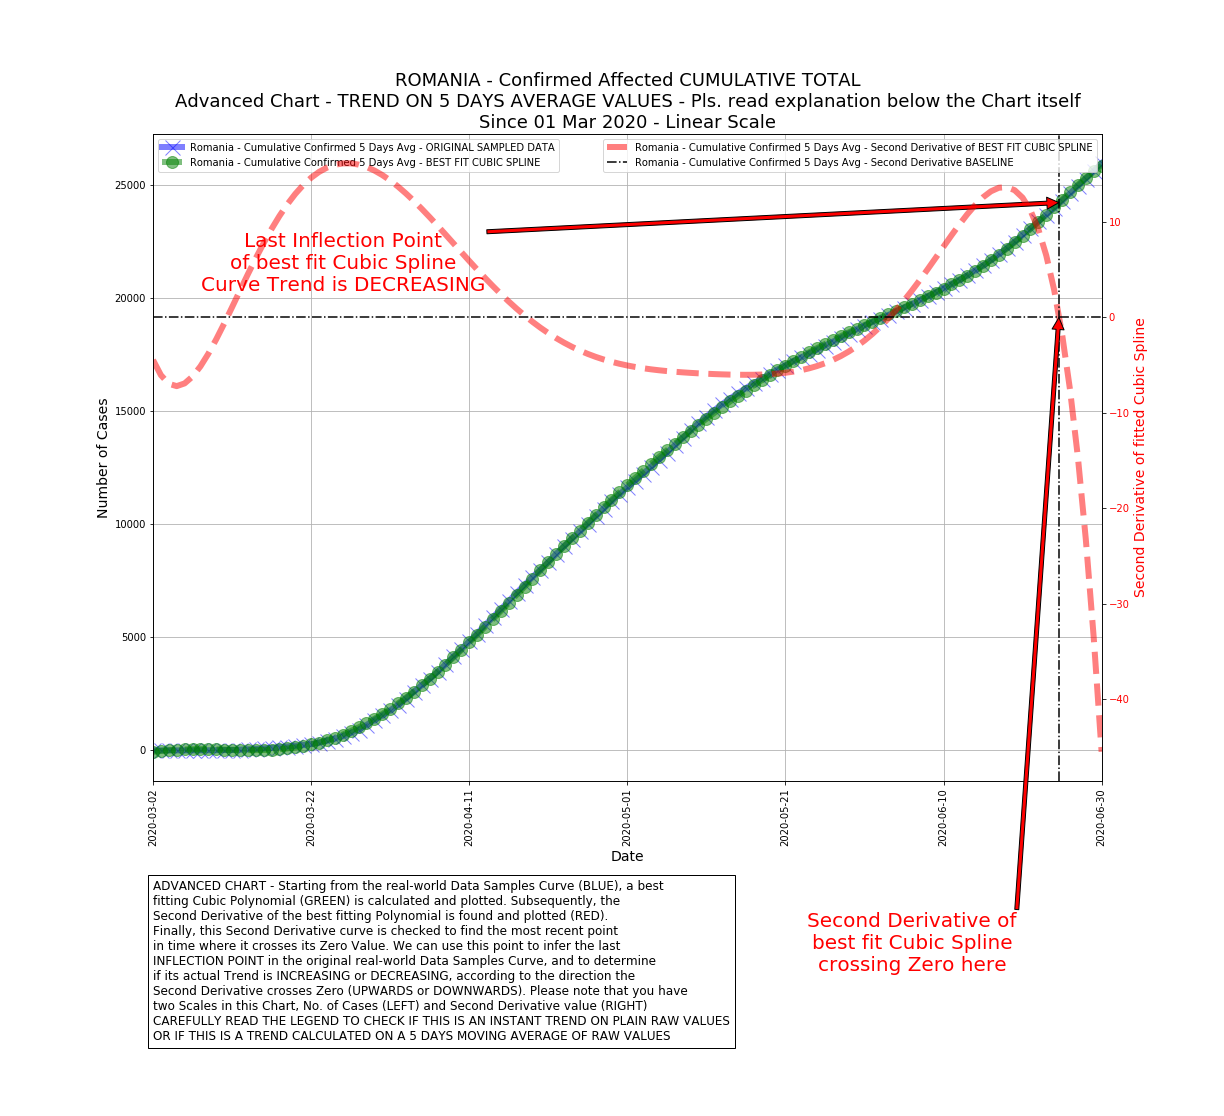 ROMANIA - Confirmed Affected CUMULATIVE TOTAL
Advanced Chart - TREND ON 5 DAYS AVERAGE VALUES - Pls. read explanation below the Chart itself
Since 01 Mar 2020 - Linear Scale
Romania - Cumulative Confirmed 5 Days Avg - ORIGINAL SAMPLED DATA
Romania - Cumulative Confirmed 5 Days Avg - BEST FIT CUBIC SPLINE
Romania - Cumulative Confirmed 5 Days Avg - Second Derivative of BEST FIT CUBIC SPLINE
Romania - Cumulative Confirmed 5 Days Avg - Second Derivative BASELINE
Last Inflection Point
of best fit Cubic Spline
Curve Trend is DECREASING
Number of Cases
25000
20000
15000
10000
5000
0
10
0
−10
−20
−30
−40
Second Derivative of fitted Cubic Spline
2020-03-02
2020-03-22
2020-04-11
2020-05-01
2020-05-21
2020-06-10
2020-06-30
Date
ADVANCED CHART - Starting from the real-world Data Samples Curve (BLUE), a best
fitting Cubic Polynomial (GREEN) is calculated and plotted. Subsequently, the
Second Derivative of the best fitting Polynomial is found and plotted (RED).
Finally, this Second Derivative curve is checked to find the most recent point
in time where it crosses its Zero Value. We can use this point to infer the last
INFLECTION POINT in the original real-world Data Samples Curve, and to determine
if its actual Trend is INCREASING or DECREASING, according to the direction the
Second Derivative crosses Zero (UPWARDS or DOWNWARDS). Please note that you have
two Scales in this Chart, No. of Cases (LEFT) and Second Derivative value (RIGHT)
CAREFULLY READ THE LEGEND TO CHECK IF THIS IS AN INSTANT TREND ON PLAIN RAW VALUES
OR IF THIS IS A TREND CALCULATED ON A 5 DAYS MOVING AVERAGE OF RAW VALUES
Second Derivative of
best fit Cubic Spline
crossing Zero here